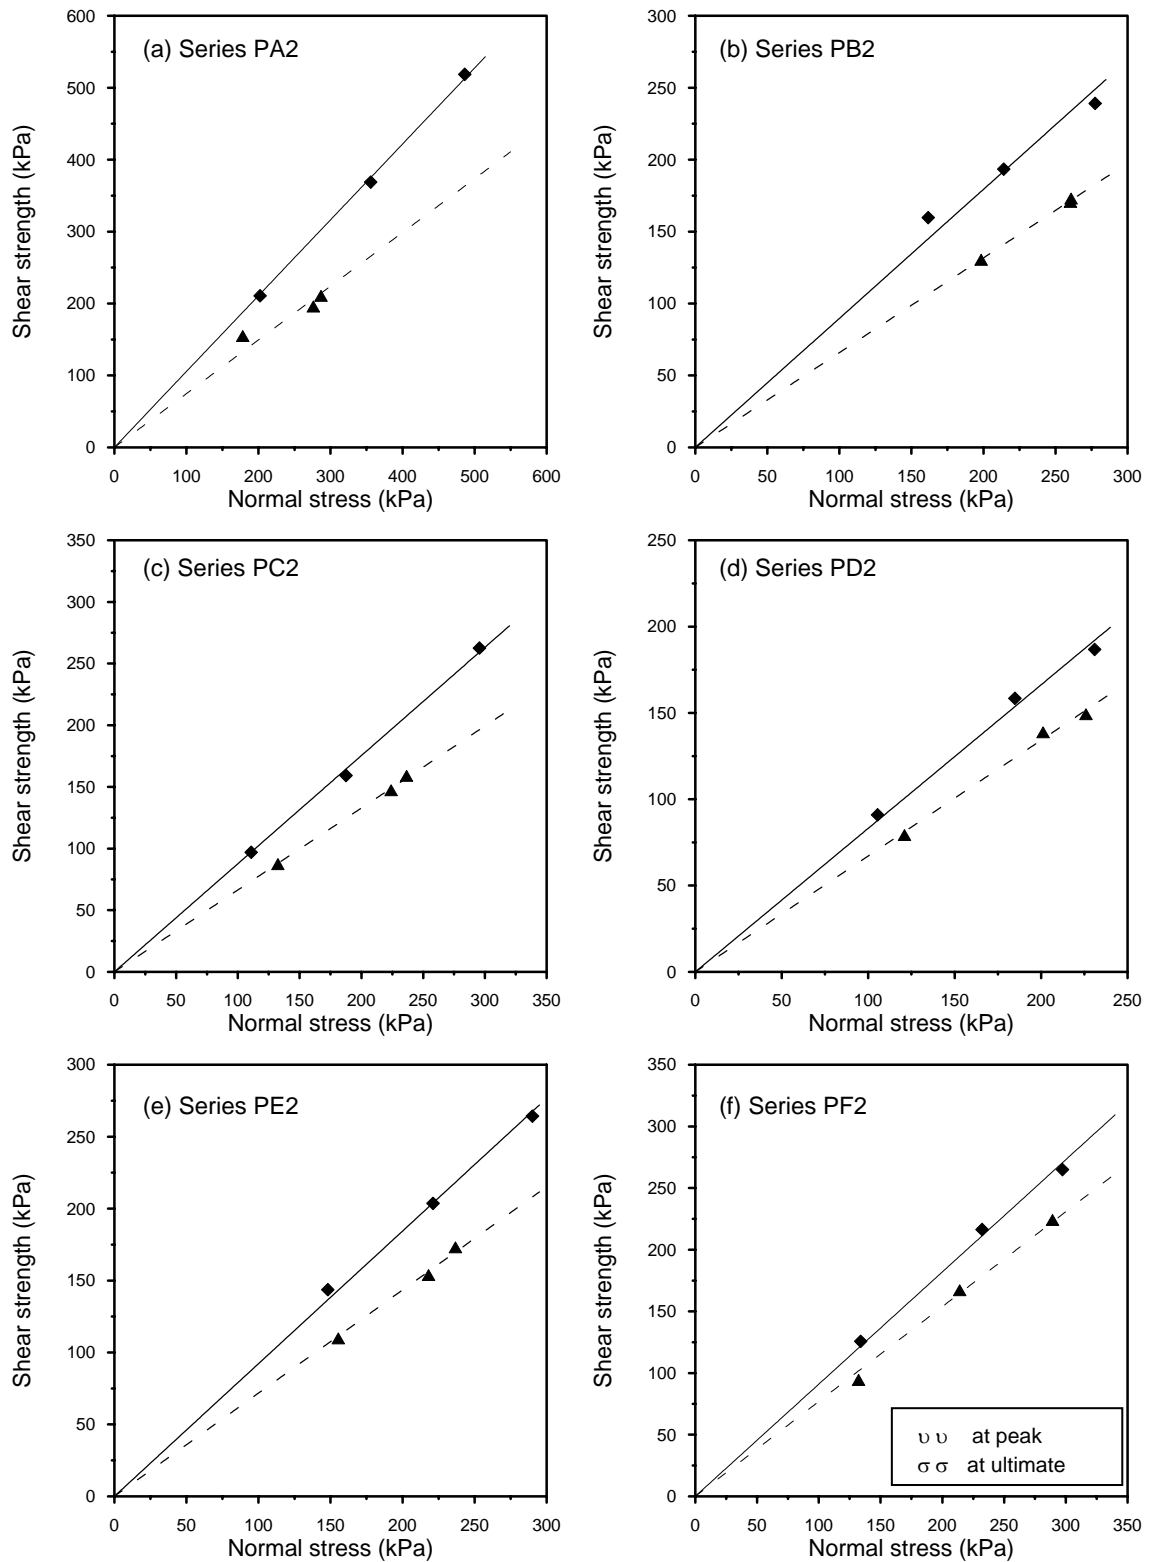 (a) Series PA2
600
500
400
300
200
100
0
Shear strength (kPa)
0 100 200 300 400 500 600
Normal stress (kPa)
(b) Series PB2
300
250
200
150
100
50
0
Shear strength (kPa)
0 50 100 150 200 250 300
Normal stress (kPa)
(c) Series PC2
350
300
250
200
150
100
50
0
Shear strength (kPa)
0 50 100 150 200 250 300 350
Normal stress (kPa)
(d) Series PD2
250
200
150
100
50
0
Shear strength (kPa)
0 50 100 150 200 250
Normal stress (kPa)
(e) Series PE2
300
250
200
150
100
50
0
Shear strength (kPa)
0 50 100 150 200 250 300
Normal stress (kPa)
(f) Series PF2
350
300
250
200
150
100
50
0
Shear strength (kPa)
0 50 100 150 200 250 300 350
Normal stress (kPa)
υ υ at peak
σ σ at ultimate